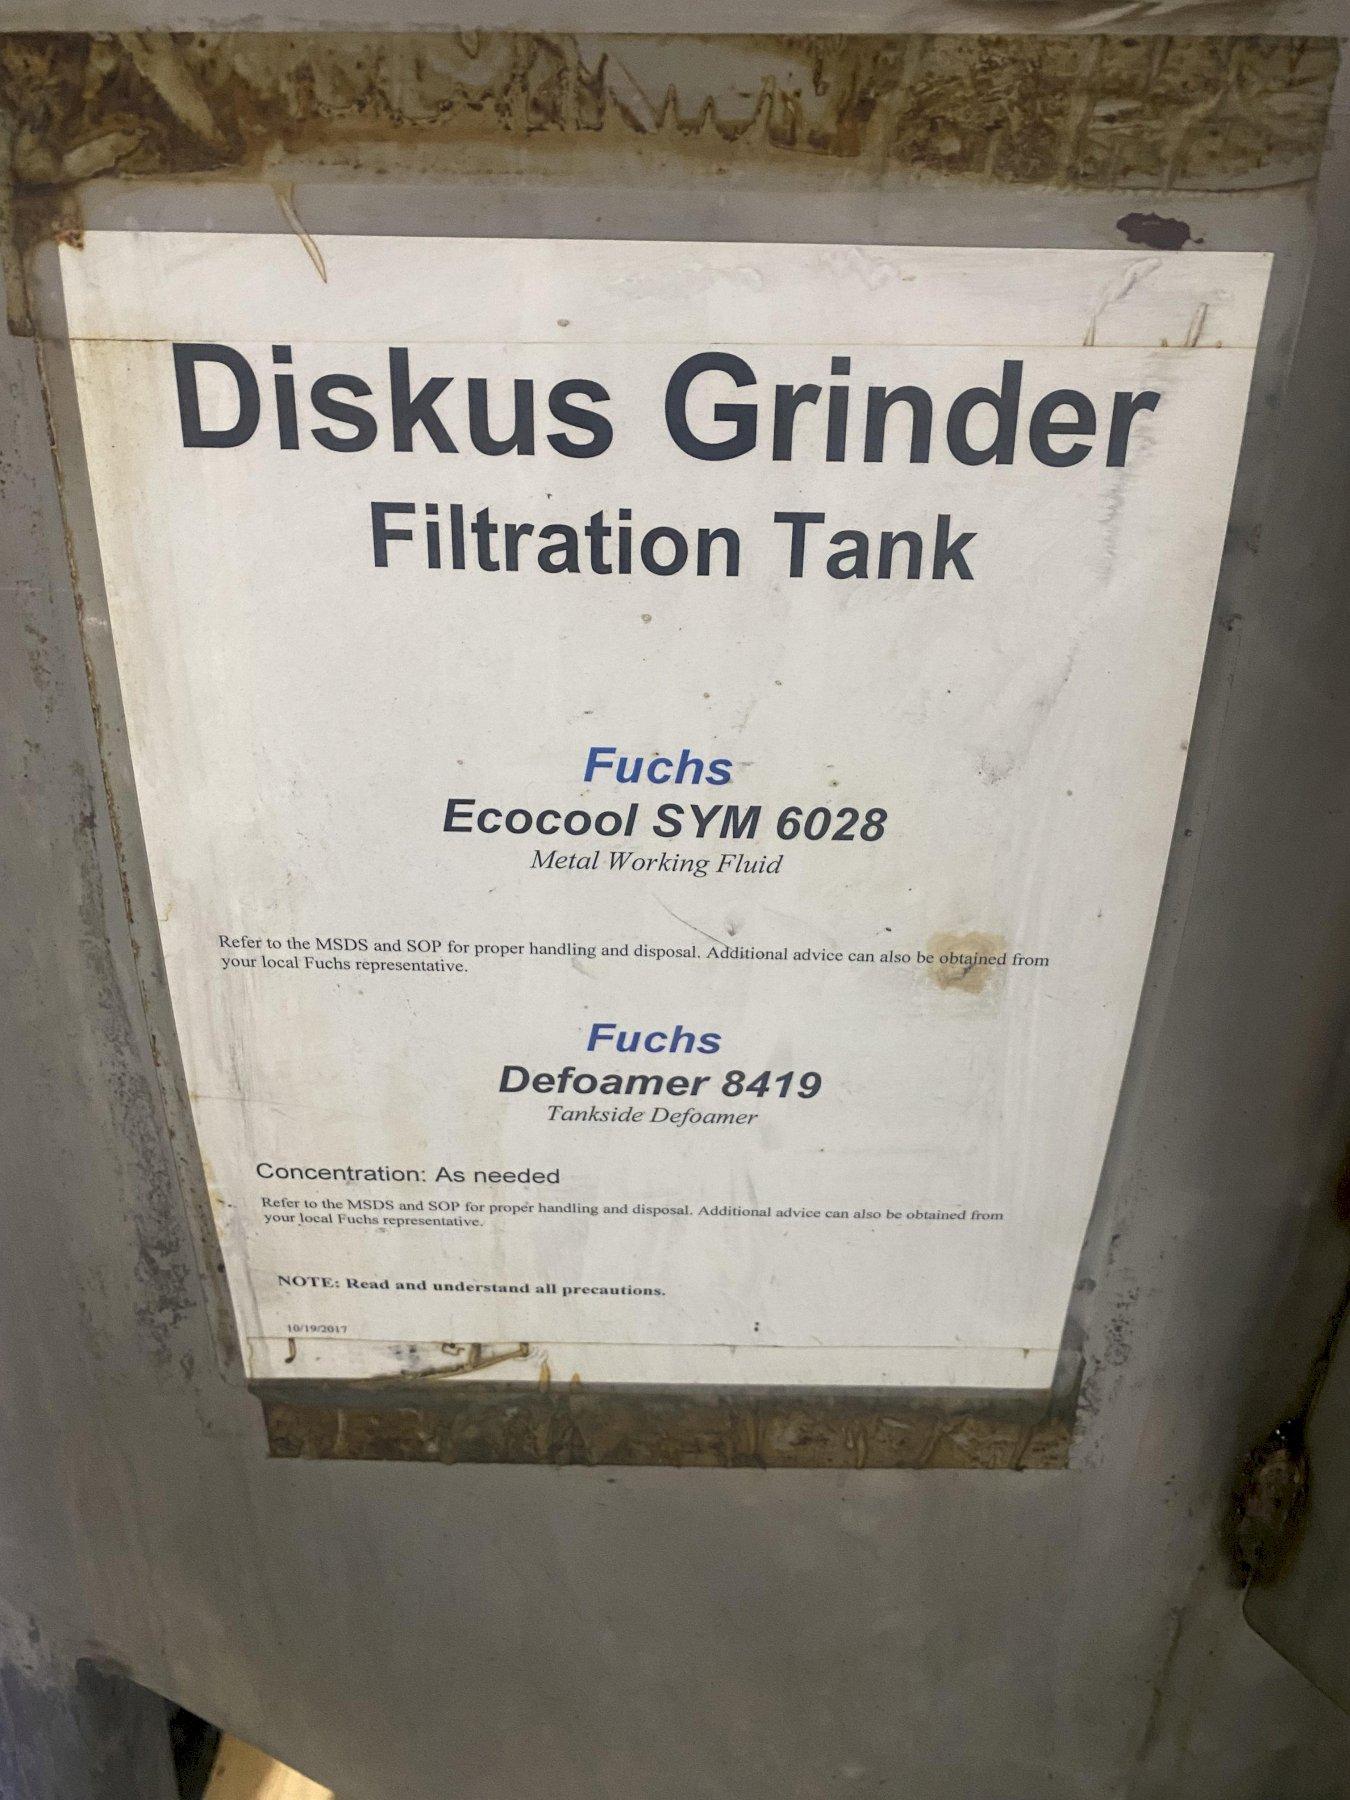 Diskus Grinder
Filtration Tank
Fuchs
Ecocool SYM 6028
Metal Working Fluid
Refer to the MSDS and SOP for proper handling and disposal. Additional advice can also be obtained from
your local Fuchs representative.
Fuchs
Defoamer 8419
Tankside Defoamer
Concentration: As needed
Refer to the MSDS and SOP for proper handling and disposal. Additional advice can also be obtained from
your local Fuchs representative.
NOTE: Read and understand all precautions.
10/19/2017